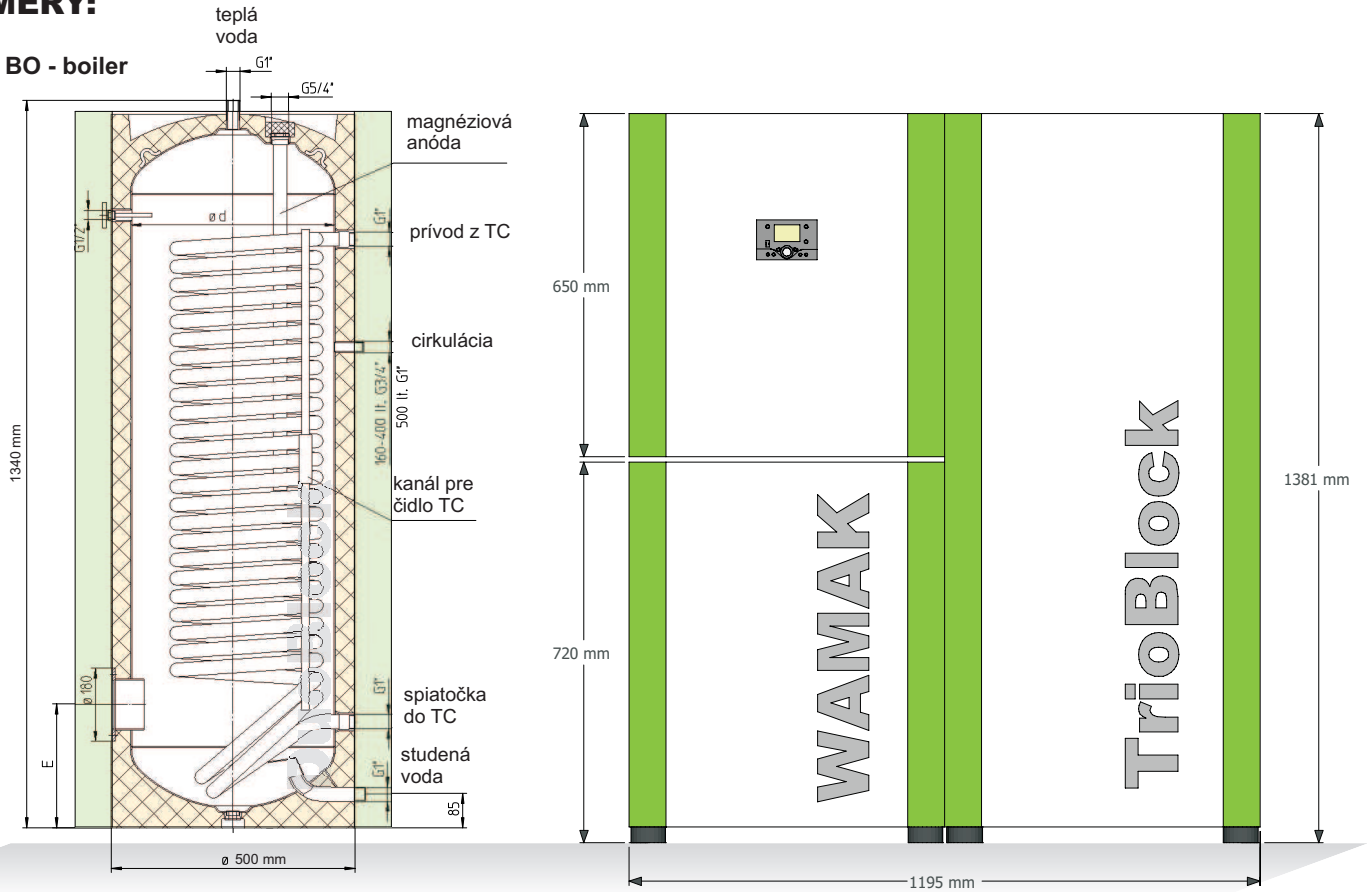 MERY:
BO - boiler
teplá
voda
G1"
G5/4"
magnéziová
anóda
ø d
G1"
G1/2"
prívod z TC
cirkulácia
160-400 lt. G3/4"
500 lt. G1"
1340 mm
kanál pre
čidlo TC
ø 180
G1"
spiatočka
do TC
studená
voda
G1"
E
85
ø 500 mm
650 mm
720 mm
WAMAK
TrioBlock
1381 mm
1195 mm